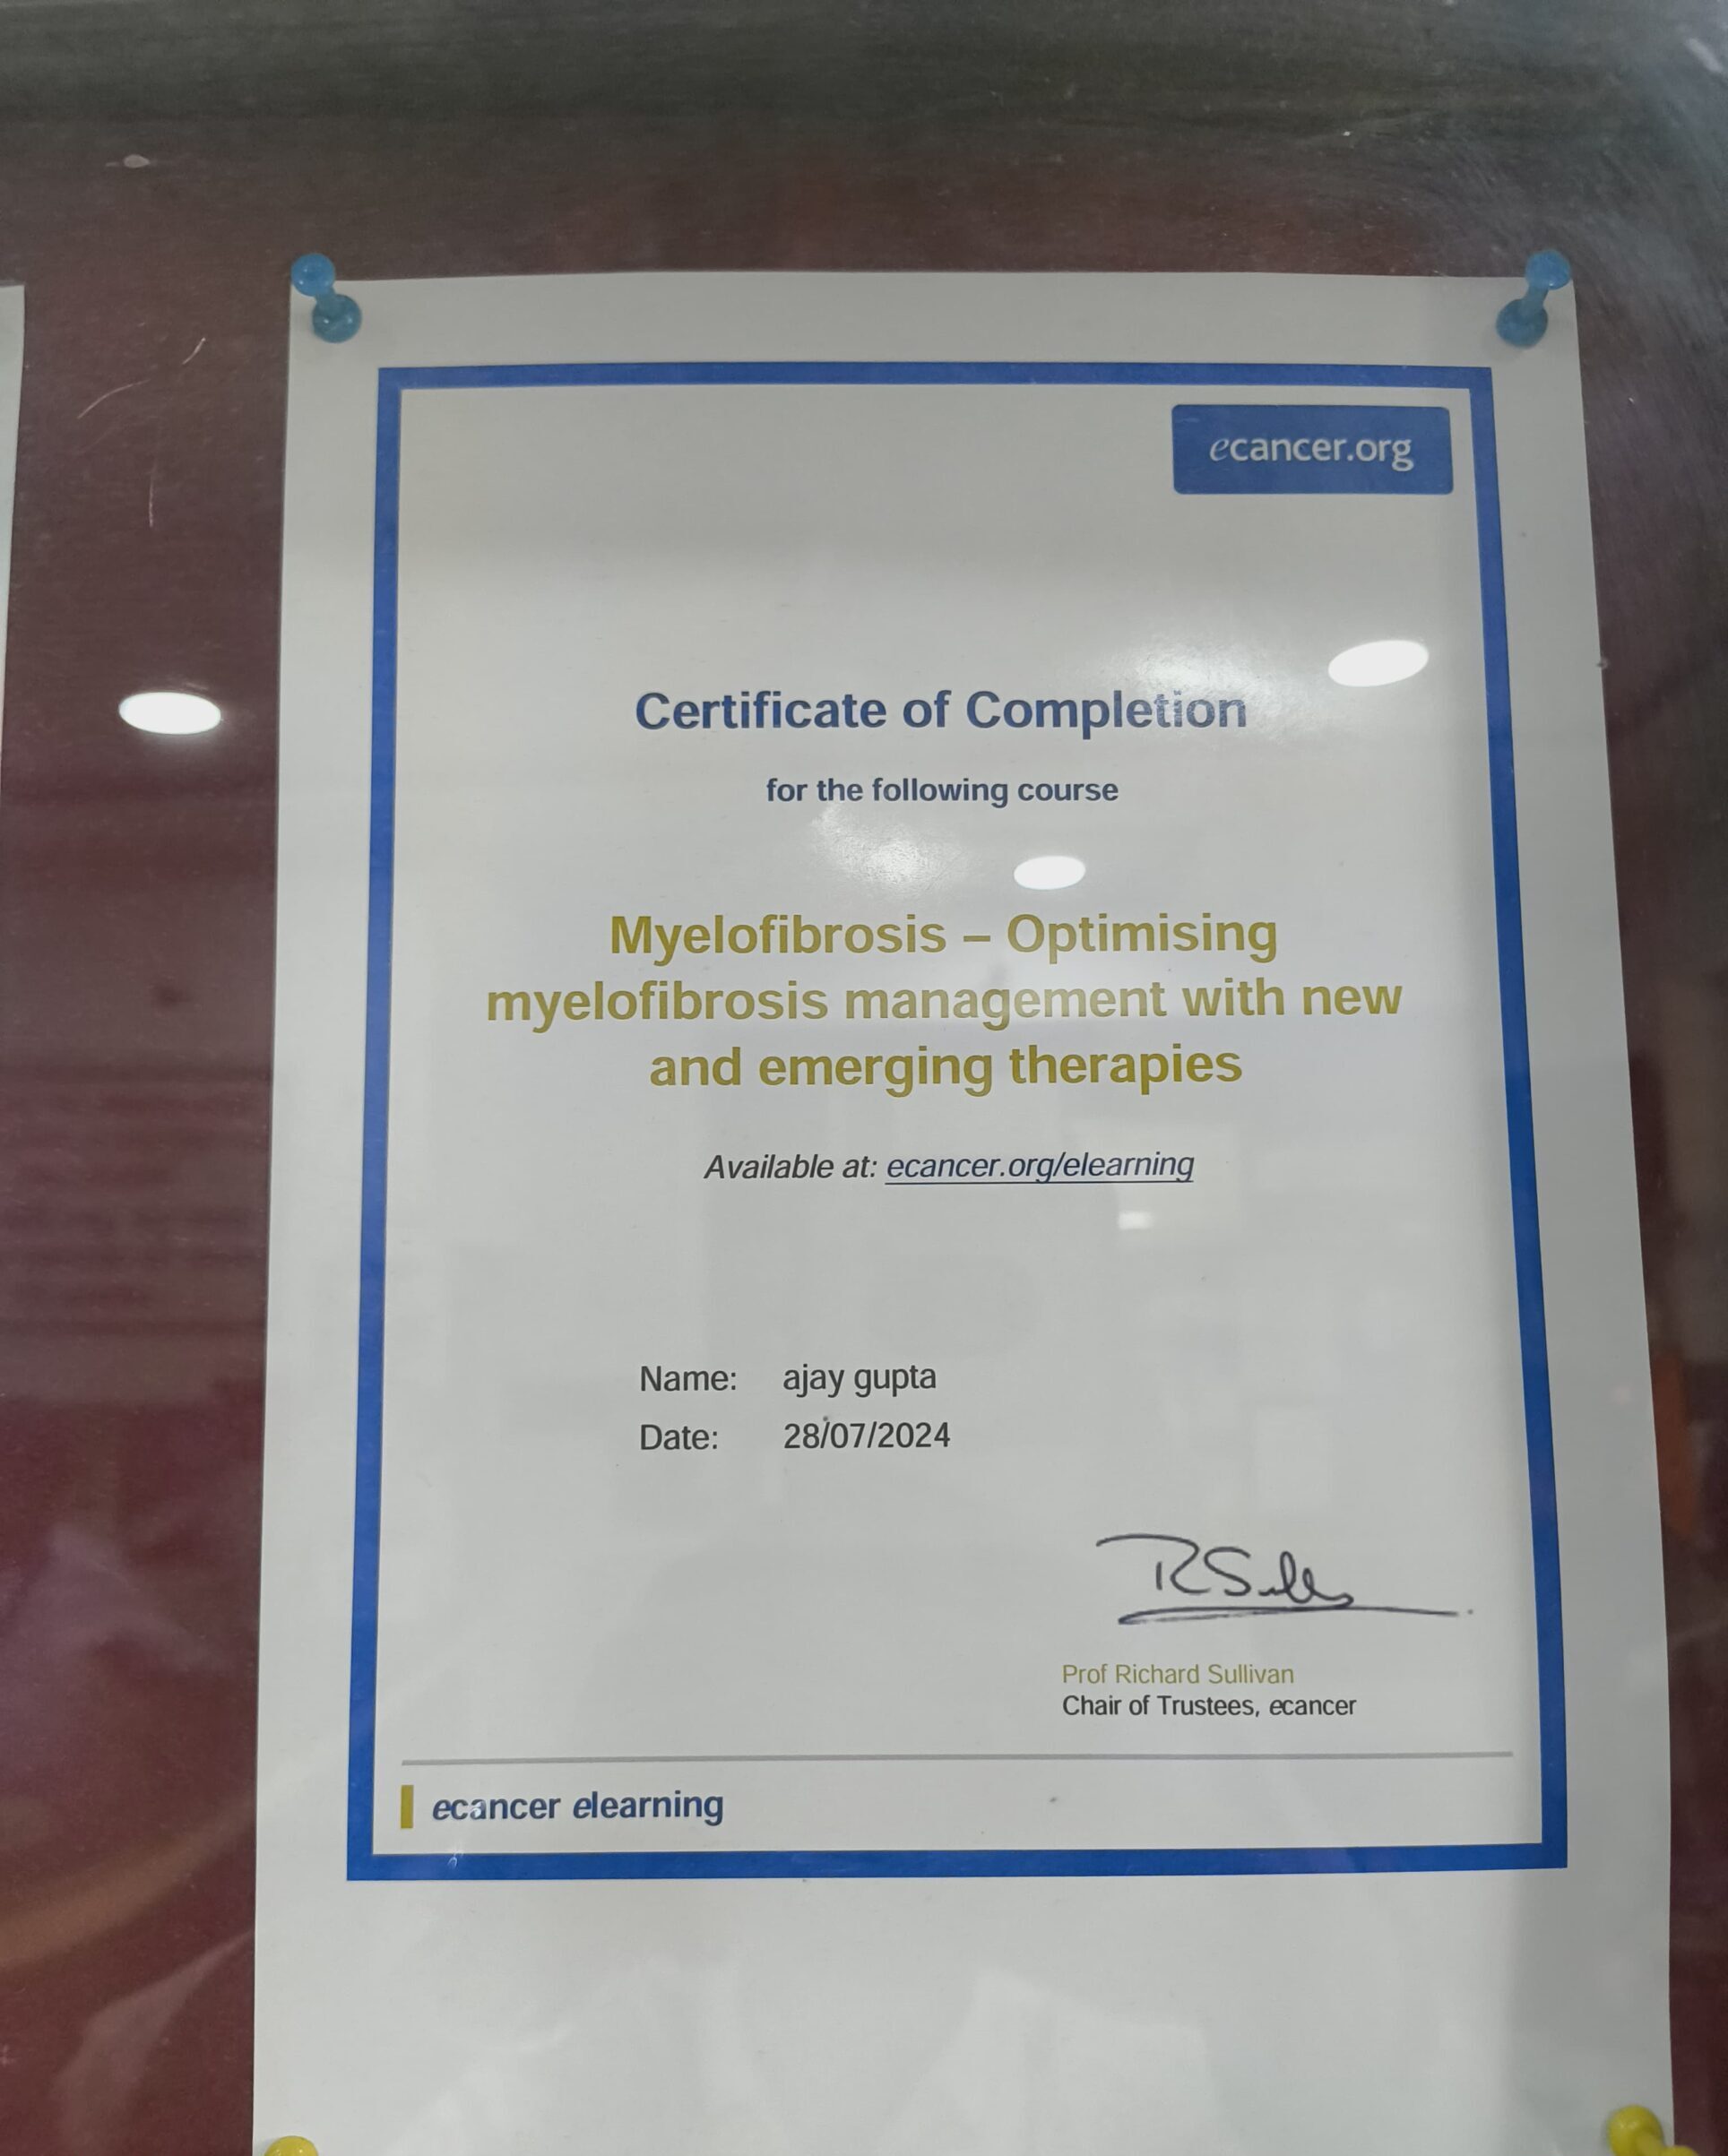 ecancer.org
Certificate of Completion
for the following course
Myelofibrosis – Optimising
myelofibrosis management with new
and emerging therapies
Available at: ecancer.org/elearning
Name: ajay gupta
Date: 28/07/2024
Prof Richard Sullivan
Chair of Trustees, ecancer
ecancer elearning